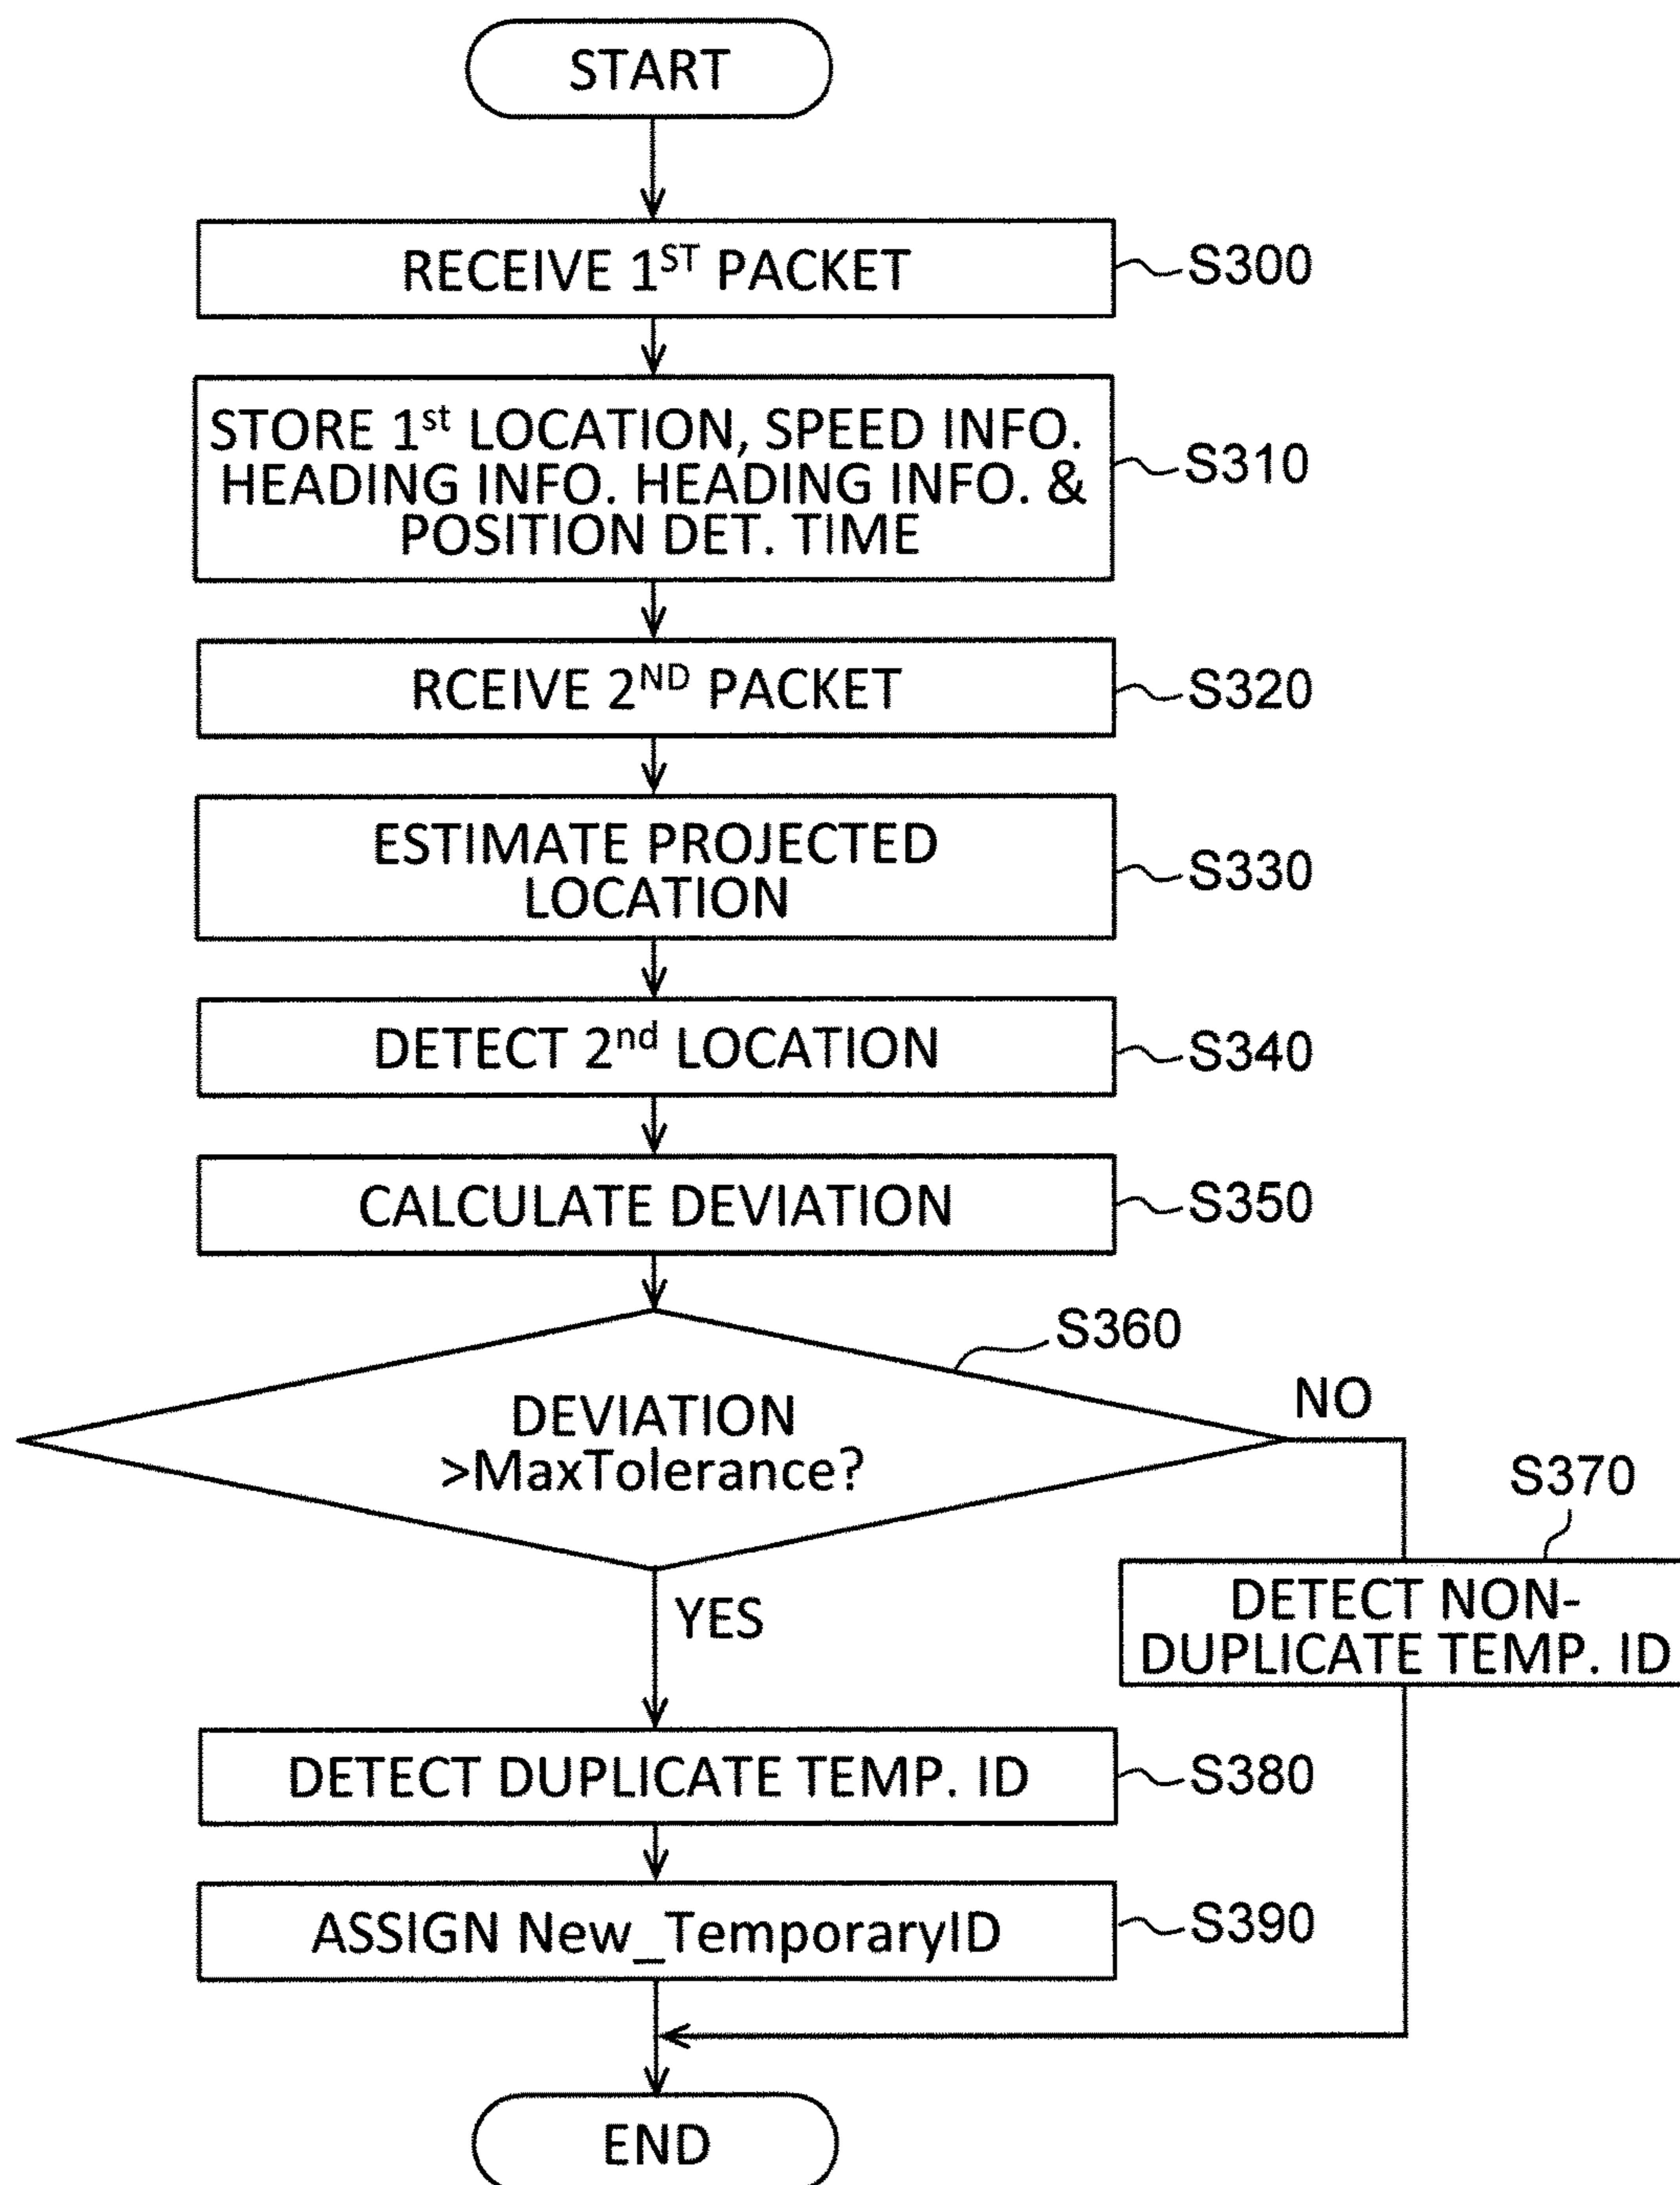 START
RECEIVE 1ST PACKET
S300
STORE 1st LOCATION, SPEED INFO.
HEADING INFO. HEADING INFO. &
POSITION DET. TIME
S310
RCEIVE 2ND PACKET
S320
ESTIMATE PROJECTED
LOCATION
S330
DETECT 2nd LOCATION
S340
CALCULATE DEVIATION
S350
S360
DEVIATION
>MaxTolerance?
NO
YES
S370
DETECT NON-
DUPLICATE TEMP. ID
DETECT DUPLICATE TEMP. ID
S380
ASSIGN New_TemporaryID
S390
END